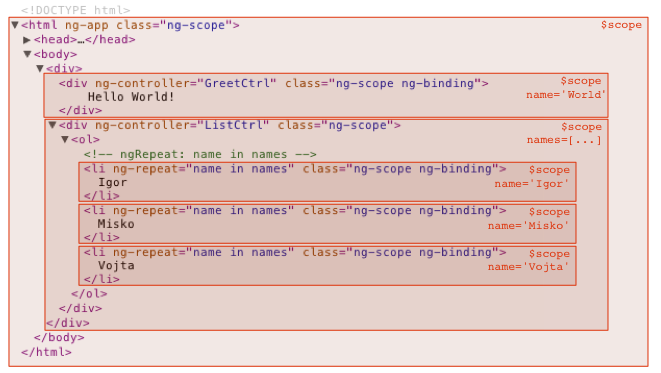 <!DOCTYPE html>
▼<html ng-app class="ng-scope"> $scope
▶<head>…</head>
▼<body>
▼<div>
<div ng-controller="GreetCtrl" class="ng-scope ng-binding"> $scope
Hello World! name='World'
</div>
▼<div ng-controller="ListCtrl" class="ng-scope"> $scope
▼<ol> names=[...]
<!-- ngRepeat: name in names -->
<li ng-repeat="name in names" class="ng-scope ng-binding"> $scope
Igor name='Igor'
</li>
<li ng-repeat="name in names" class="ng-scope ng-binding"> $scope
Misko name='Misko'
</li>
<li ng-repeat="name in names" class="ng-scope ng-binding"> $scope
Vojta name='Vojta'
</li>
</ol>
</div>
</div>
</body>
</html>